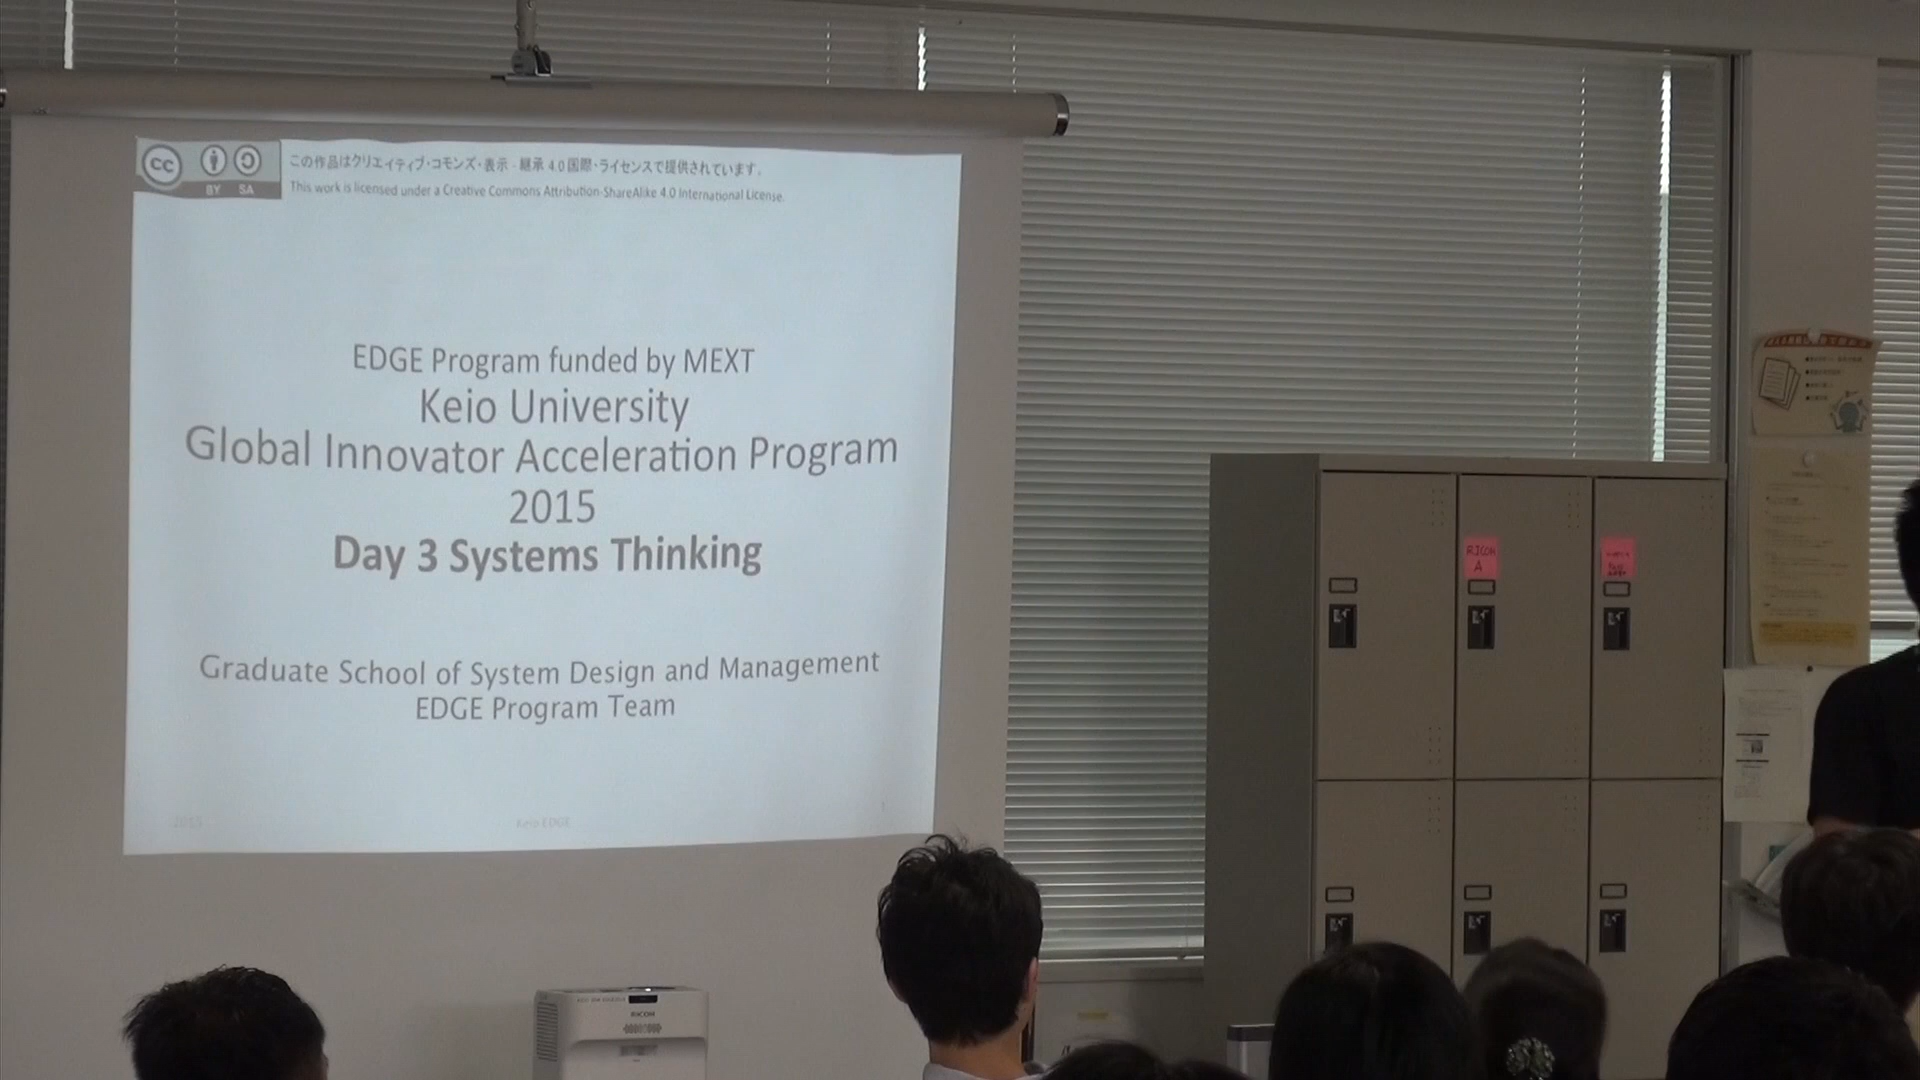 cc
BY SA
この作品はクリエイティブ・コモンズ・表示 - 継承 4.0 国際・ライセンスで提供されています。
This work is licensed under a Creative Commons Attribution-ShareAlike 4.0 International License.
EDGE Program funded by MEXT
Keio University
Global Innovator Acceleration Program
2015
Day 3 Systems Thinking
Graduate School of System Design and Management
EDGE Program Team
2015
Keio EDGE
RICOH
A
RICOH